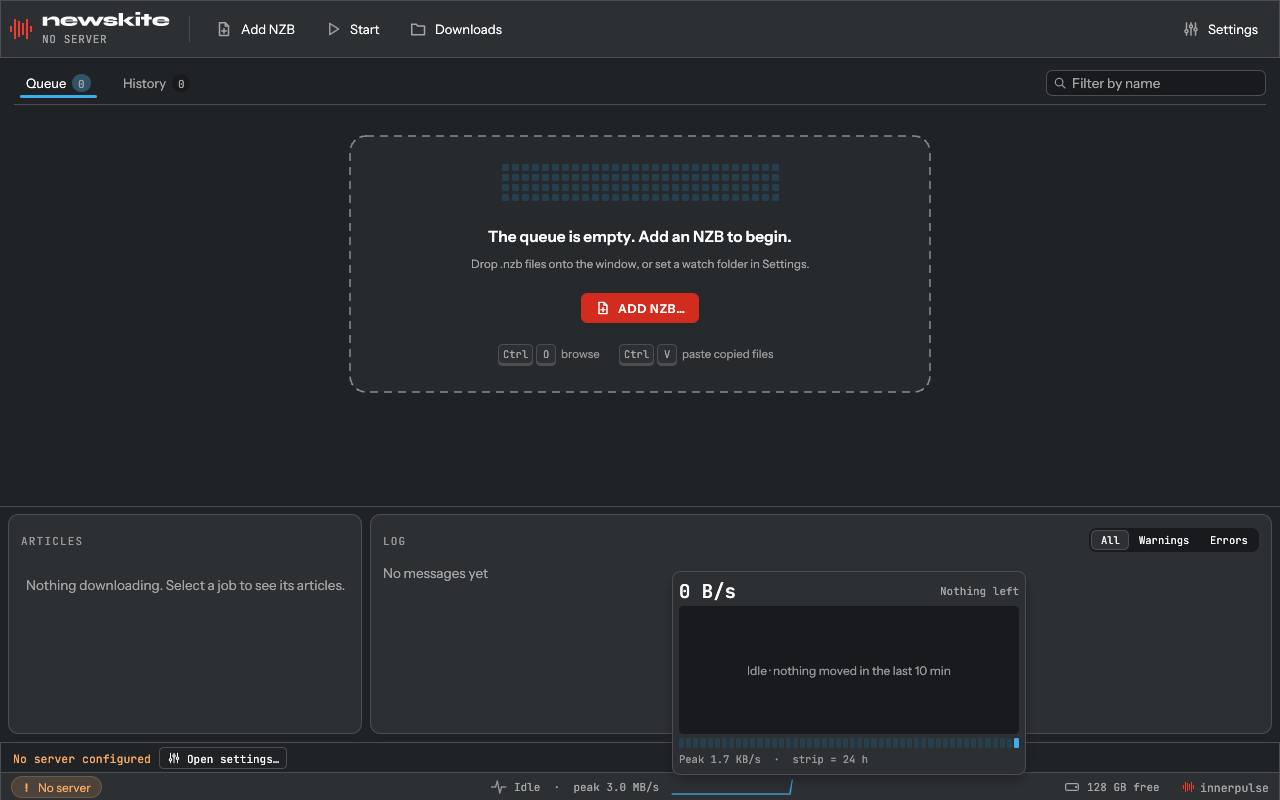 newskite
NO SERVER
Add NZB
Start
Downloads
Settings
Queue 0
History 0
Filter by name
The queue is empty. Add an NZB to begin.
Drop .nzb files onto the window, or set a watch folder in Settings.
ADD NZB…
Ctrl O browse Ctrl V paste copied files
ARTICLES
Nothing downloading. Select a job to see its articles.
LOG
All Warnings Errors
No messages yet
0 B/s
Nothing left
Idle · nothing moved in the last 10 min
Peak 1.7 KB/s · strip = 24 h
No server configured
Open settings…
! No server
Idle · peak 3.0 MB/s
128 GB free
innerpulse